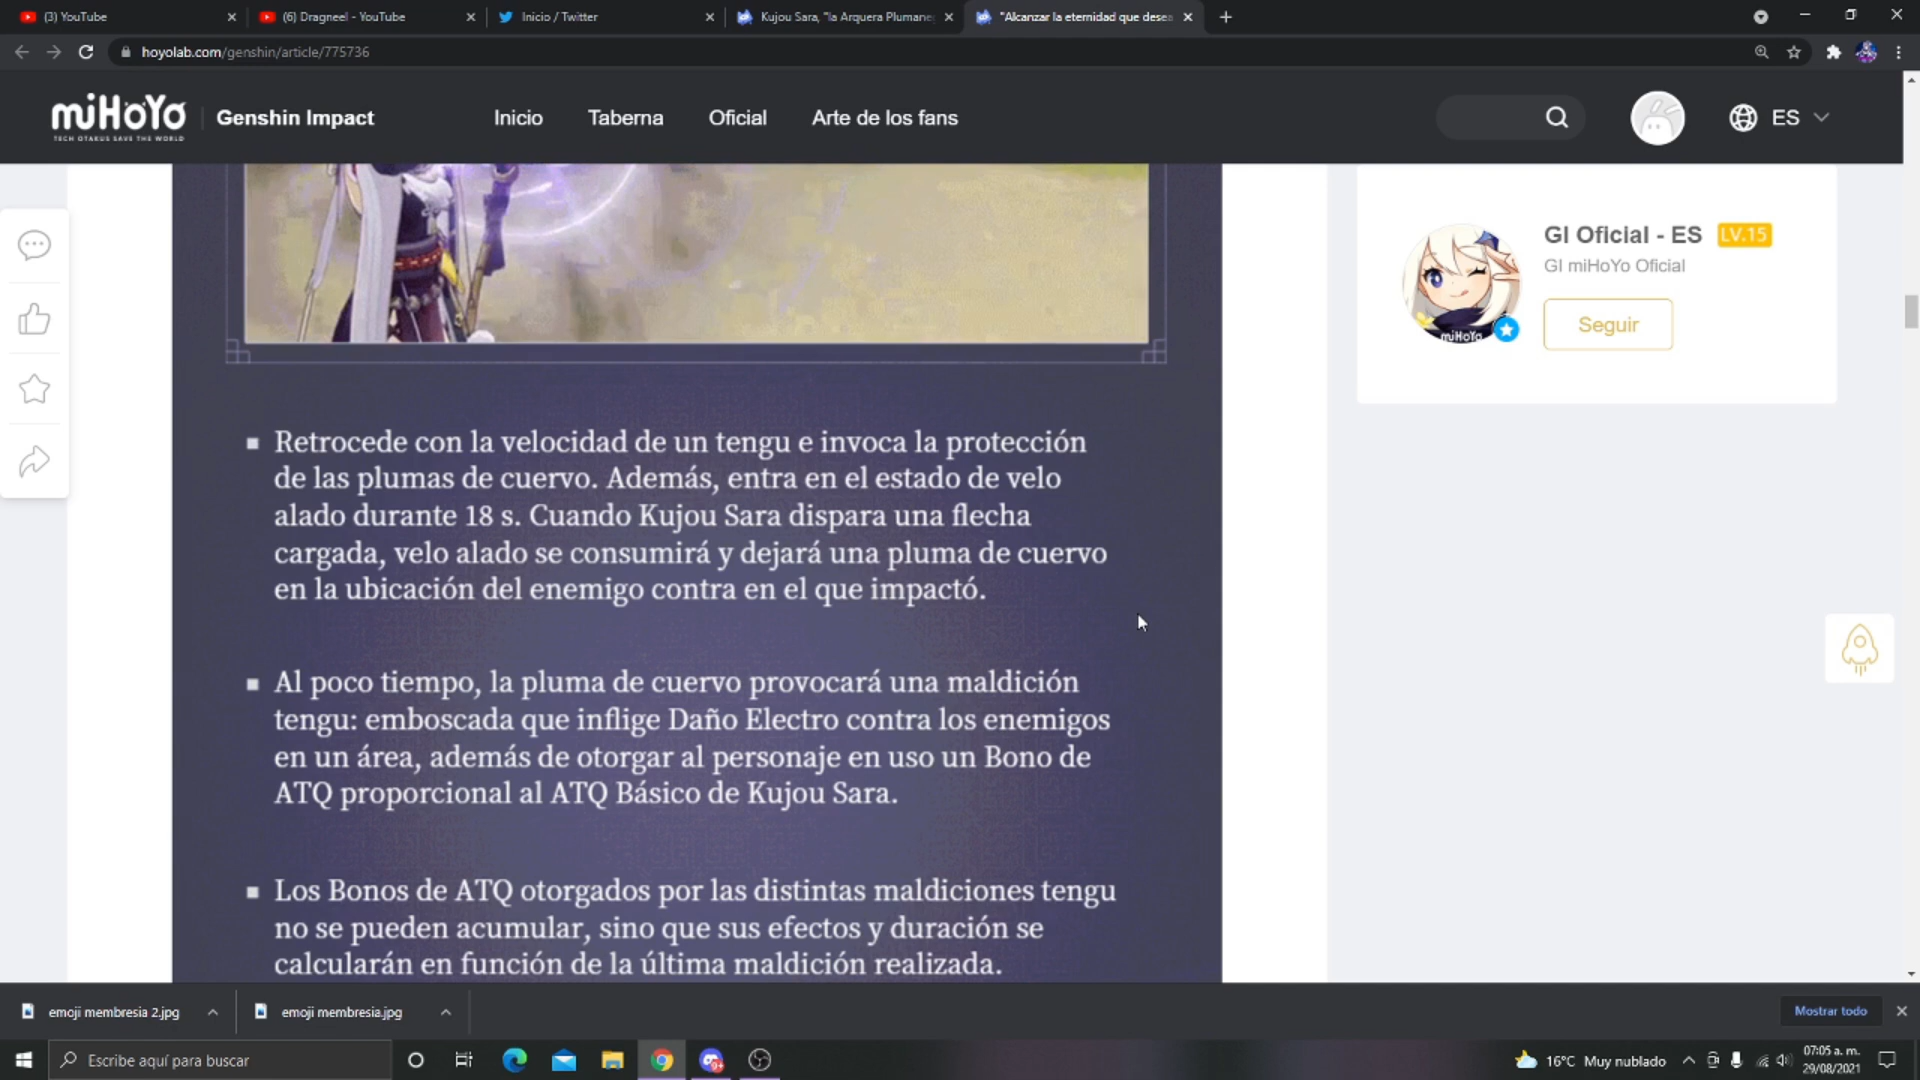 (3) YouTube
(6) Dragneel - YouTube
Inicio / Twitter
Kujou Sara, "la Arquera Plumane
"Alcanzar la eternidad que desea
hoyolab.com/genshin/article/775736
miHoYo
TECH OTAKUS SAVE THE WORLD
Genshin Impact
Inicio
Taberna
Oficial
Arte de los fans
ES
GI Oficial - ES
LV.15
GI miHoYo Oficial
miHoYo
Seguir
Retrocede con la velocidad de un tengu e invoca la protección
de las plumas de cuervo. Además, entra en el estado de velo
alado durante 18 s. Cuando Kujou Sara dispara una flecha
cargada, velo alado se consumirá y dejará una pluma de cuervo
en la ubicación del enemigo contra en el que impactó.
Al poco tiempo, la pluma de cuervo provocará una maldición
tengu: emboscada que inflige Daño Electro contra los enemigos
en un área, además de otorgar al personaje en uso un Bono de
ATQ proporcional al ATQ Básico de Kujou Sara.
Los Bonos de ATQ otorgados por las distintas maldiciones tengu
no se pueden acumular, sino que sus efectos y duración se
calcularán en función de la última maldición realizada.
emoji membresia 2.jpg
emoji membresia.jpg
Mostrar todo
Escribe aquí para buscar
16°C Muy nublado
07:05 a. m.
29/08/2021